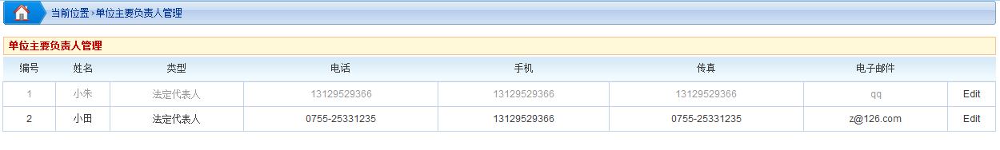 当前位置>单位主要负责人管理
单位主要负责人管理
编号 姓名 类型 电话 手机 传真 电子邮件
1 小朱 法定代表人 13129529366 13129529366 13129529366 qq Edit
2 小田 法定代表人 0755-25331235 13129529366 0755-25331235 z@126.com Edit